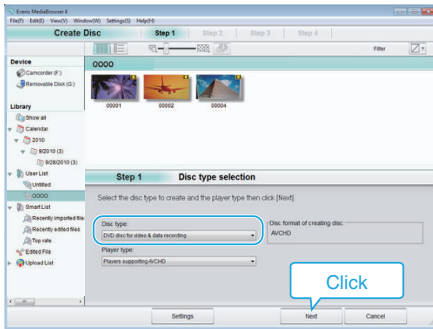 Everio MediaBrowser 4
File(F) Edit(E) View(V) Window(W) Settings(S) Help(H)
Create Disc Step 1 Step 2 Step 3 Step 4
Filter
Device
Camcorder (F:)
Removable Disk (G:)
Library
Show all
Calendar
2010
9/2010 (3)
9/28/2010 (3)
User List
Untitled
0000
SmartList
Recently imported file
Recently edited files
Top rate
Edited File
Upload List
0000
00001 00002 00004
Step 1 Disc type selection
Select the disc type to create and the player type then click [Next].
Disc type:
DVD disc for video & data recording
Disc format of creating disc:
AVCHD
Player type:
Players supporting AVCHD
Click
Settings Next Cancel